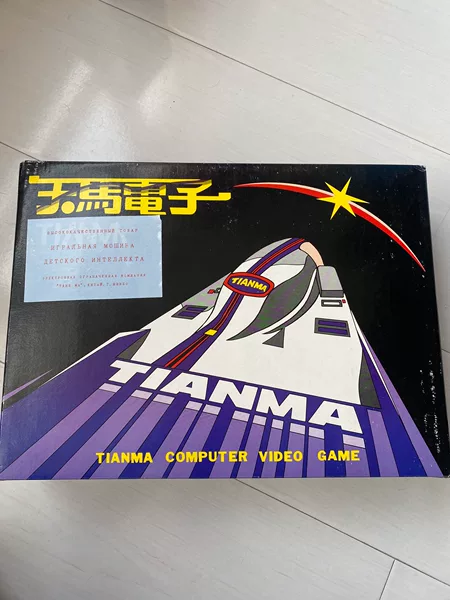 天馬電子
ВЫСОКОКАЧЕСТВЕННЫЙ ТОВАР
ИГРАЛЬНАЯ МОШИНА
ДЕТСКОГО ИНТЕЛЛЕКТА
TIANMA
TIANMA
TIANMA COMPUTER VIDEO GAME